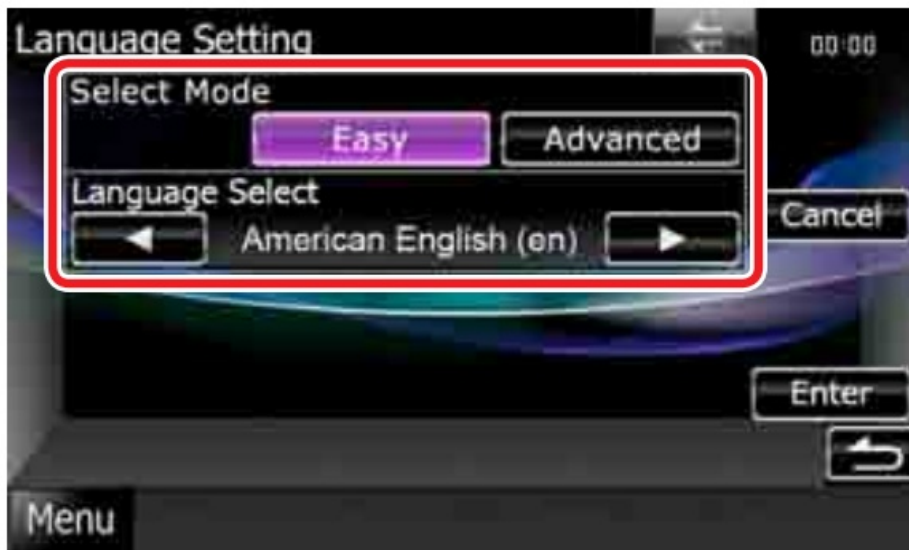 Language Setting
00:00
Select Mode
Easy Advanced
Language Select
American English (en)
Cancel
Enter
Menu